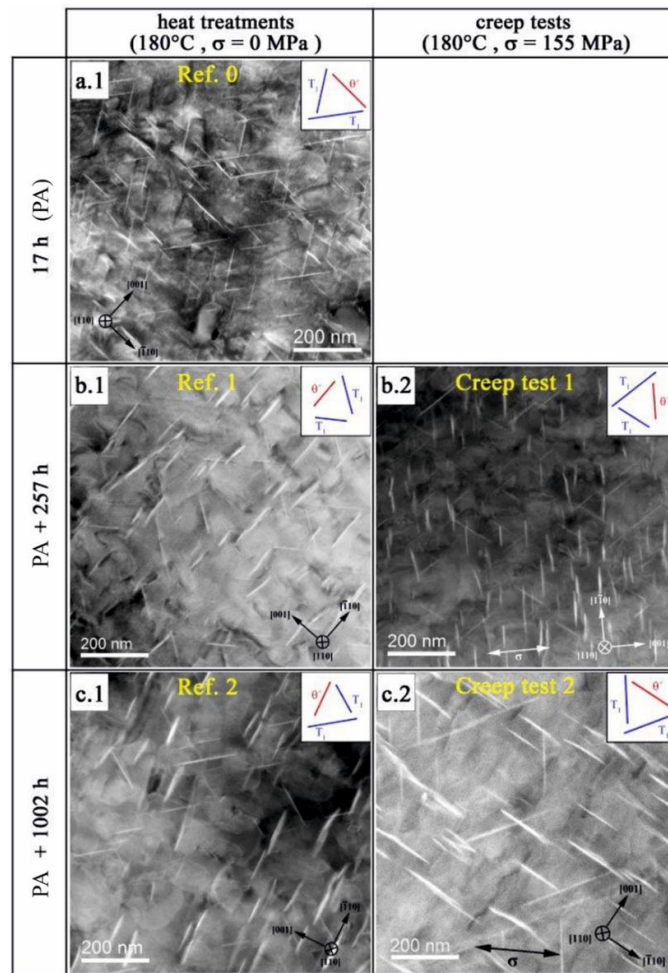 heat treatments
(180°C , σ = 0 MPa )
creep tests
(180°C , σ = 155 MPa)
17 h (PA)
a.1
Ref. 0
T₁
θ´
T₁
[001]
[110]
[1̄10]
200 nm
PA + 257 h
b.1
Ref. 1
θ´
T₁
T₁
[001]
[1̄10]
[110]
200 nm
b.2
Creep test 1
T₁
θ´
T₁
[11̄0]
[001]
[110]
σ
200 nm
PA + 1002 h
c.1
Ref. 2
θ´
T₁
T₁
[1̄10]
[001]
[110]
200 nm
c.2
Creep test 2
T₁
θ´
T₁
[001]
[110]
[1̄10]
σ
200 nm